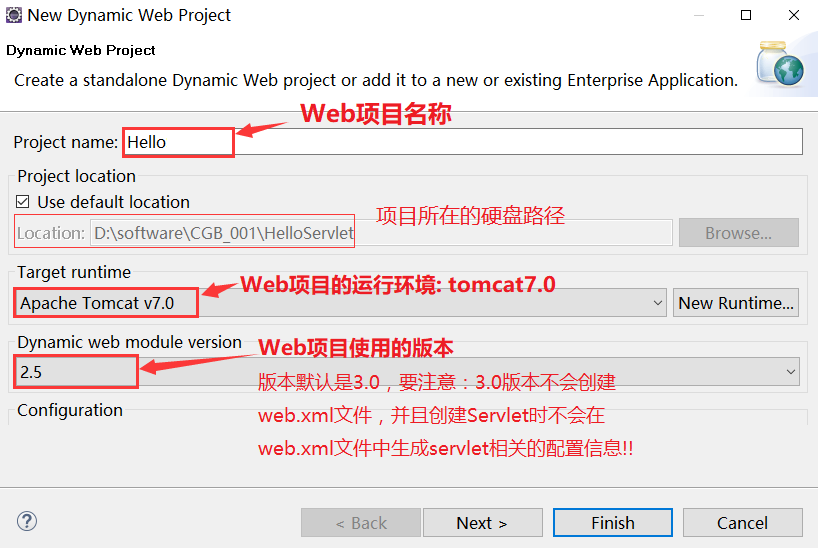 New Dynamic Web Project
Dynamic Web Project
Create a standalone Dynamic Web project or add it to a new or existing Enterprise Application.
Web项目名称
Project name: Hello
Project location
Use default location
项目所在的硬盘路径
Location: D:\software\CGB_001\HelloServlet Browse...
Target runtime
Web项目的运行环境: tomcat7.0
Apache Tomcat v7.0 New Runtime...
Dynamic web module version
Web项目使用的版本
2.5
版本默认是3.0，要注意：3.0版本不会创建
web.xml文件，并且创建Servlet时不会在
web.xml文件中生成servlet相关的配置信息!!
Configuration
? < Back Next > Finish Cancel